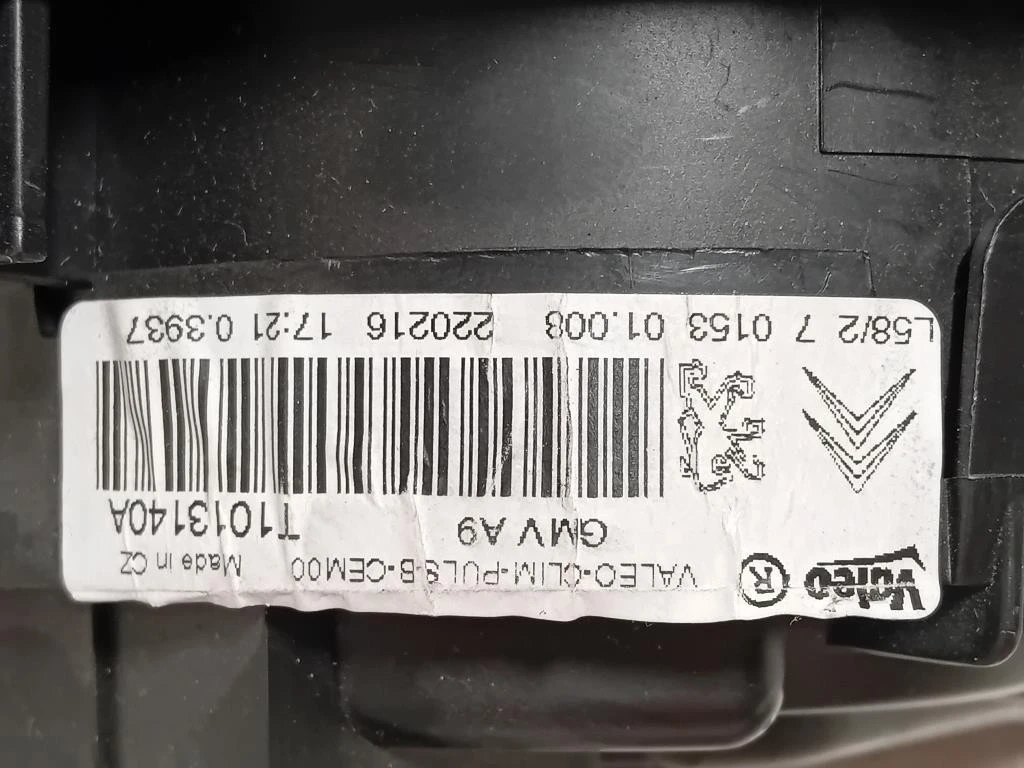 Valeo ® VALEO-CLIM-PULS-B-CEM00 Made in CZ
GMV A9 T1013140A
L58/2 7 0153 01.008 220216 17:21 0.3937